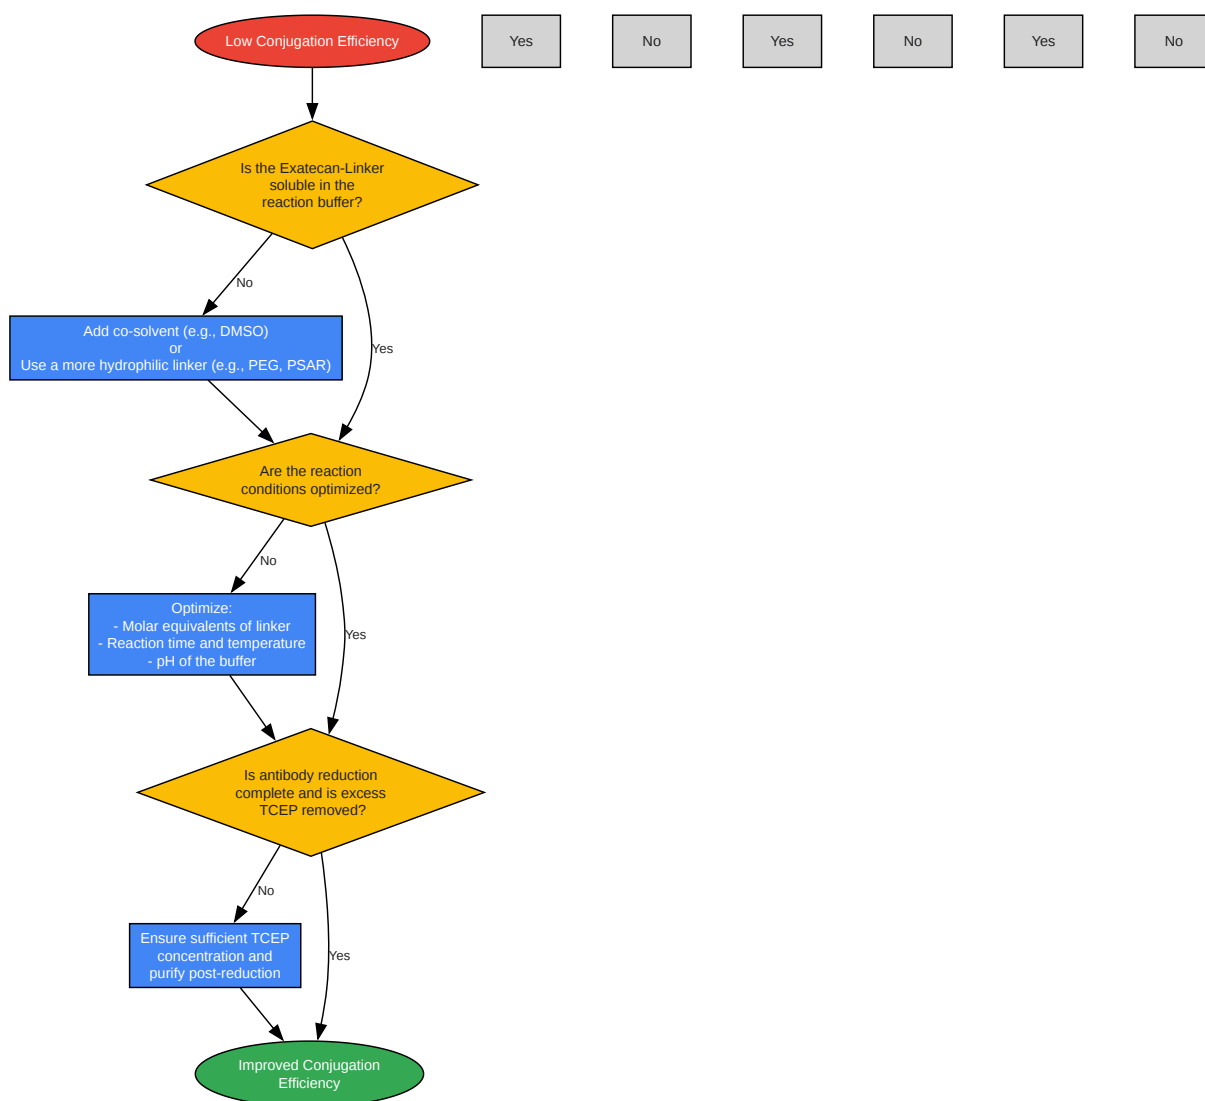 Low Conjugation Efficiency
Yes
No
Yes
No
Yes
No
Is the Exatecan-Linker
soluble in the
reaction buffer?
No
Add co-solvent (e.g., DMSO)
or
Use a more hydrophilic linker (e.g., PEG, PSAR)
Yes
Are the reaction
conditions optimized?
No
Optimize:
- Molar equivalents of linker
- Reaction time and temperature
- pH of the buffer
Yes
Is antibody reduction
complete and is excess
TCEP removed?
No
Ensure sufficient TCEP
concentration and
purify post-reduction
Yes
Improved Conjugation
Efficiency